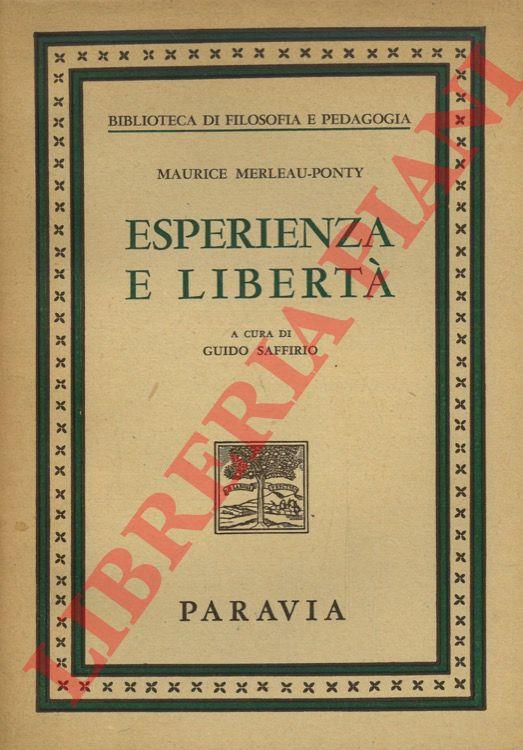 BIBLIOTECA DI FILOSOFIA E PEDAGOGIA
MAURICE MERLEAU-PONTY
ESPERIENZA
E LIBERTÀ
A CURA DI
GUIDO SAFFIRIO
PARAVIA
LIBRERIA PIANI